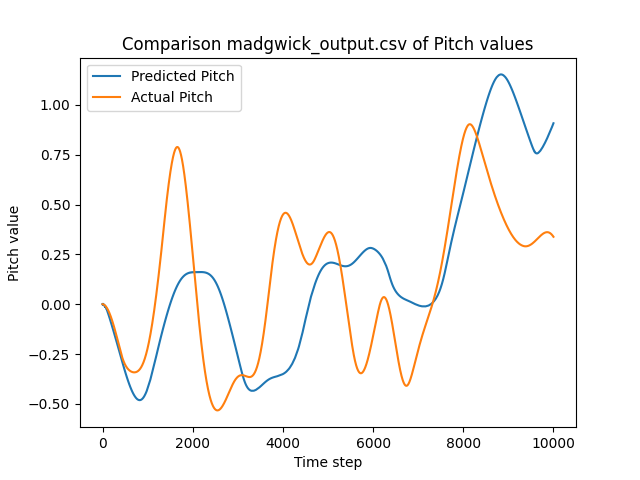 Comparison madgwick_output.csv of Pitch values
Predicted Pitch
Actual Pitch
Pitch value
1.00
0.75
0.50
0.25
0.00
−0.25
−0.50
0 2000 4000 6000 8000 10000
Time step